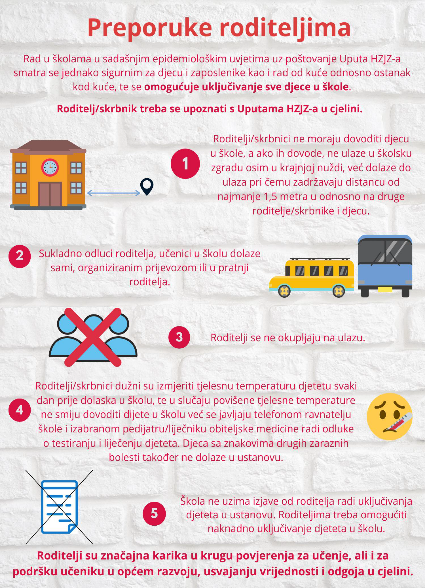 Preporuke roditeljima
Rad u školama u sadašnjim epidemiološkim uvjetima uz poštovanje Uputa HZJZ-a
smatra se jednako sigurnim za djecu i zaposlenike kao i rad od kuće odnosno ostanak
kod kuće, te se omogućuje uključivanje sve djece u škole.
Roditelj/skrbnik treba se upoznati s Uputama HZJZ-a u cjelini.
1
Roditelji/skrbnici ne moraju dovoditi djecu
u škole, a ako ih dovode, ne ulaze u školsku
zgradu osim u krajnjoj nuždi, već dolaze do
ulaza pri čemu zadržavaju distancu od
najmanje 1,5 metra u odnosno na druge
roditelje/skrbnike i djecu.
2
Sukladno odluci roditelja, učenici u školu dolaze
sami, organiziranim prijevozom ili u pratnji
roditelja.
3
Roditelji se ne okupljaju na ulazu.
4
Roditelji/skrbnici dužni su izmjeriti tjelesnu temperaturu djetetu svaki
dan prije dolaska u školu, te u slučaju povišene tjelesne temperature
ne smiju dovoditi dijete u školu već se javljaju telefonom ravnatelju
škole i izabranom pedijatru/liječniku obiteljske medicine radi odluke
o testiranju i liječenju djeteta. Djeca sa znakovima drugih zaraznih
bolesti također ne dolaze u ustanovu.
5
Škola ne uzima izjave od roditelja radi uključivanja
djeteta u ustanovu. Roditeljima treba omogućiti
naknadno uključivanje djeteta u školu.
Roditelji su značajna karika u krugu povjerenja za učenje, ali i za
podršku učeniku u općem razvoju, usvajanju vrijednosti i odgoja u cjelini.